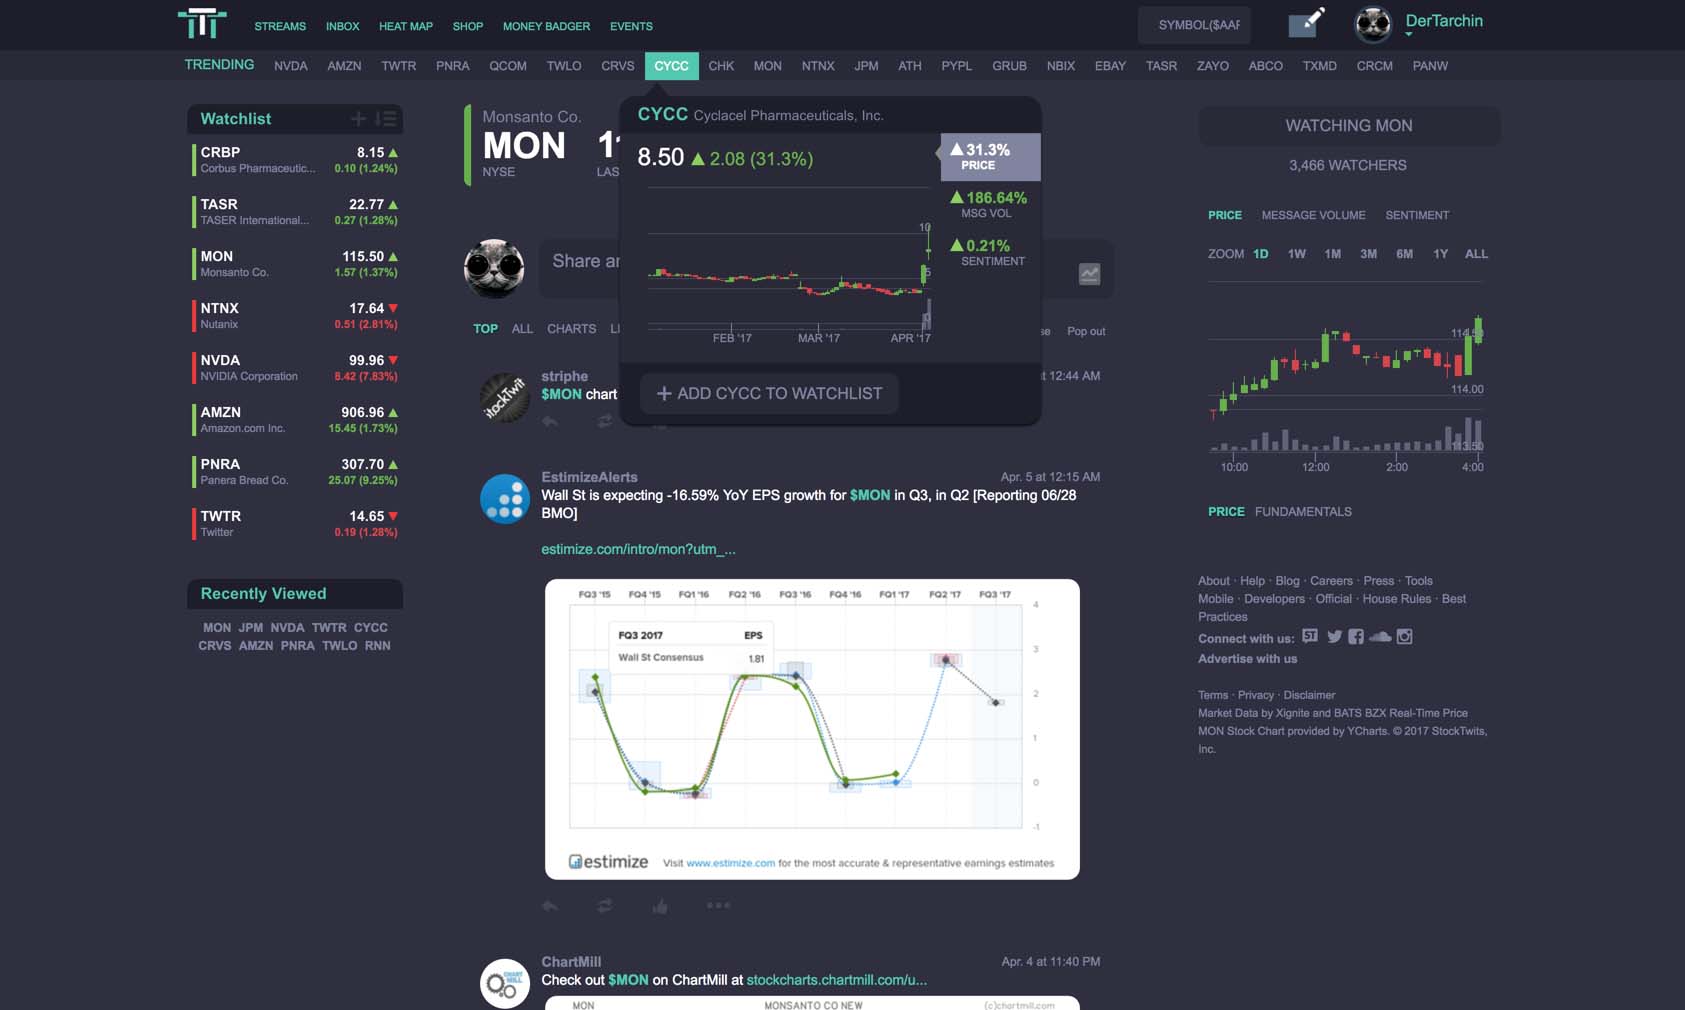 STREAMS INBOX HEAT MAP SHOP MONEY BADGER EVENTS
SYMBOL($AAP
DerTarchin
TRENDING NVDA AMZN TWTR PNRA QCOM TWLO CRVS CYCC CHK MON NTNX JPM ATH PYPL GRUB NBIX EBAY TASR ZAYO ABCO TXMD CRCM PANW
Watchlist
CRBP 8.15
Corbus Pharmaceutic... 0.10 (1.24%)
TASR 22.77
TASER International... 0.27 (1.28%)
MON 115.50
Monsanto Co. 1.57 (1.37%)
NTNX 17.64
Nutanix 0.51 (2.81%)
NVDA 99.96
NVIDIA Corporation 8.42 (7.83%)
AMZN 906.96
Amazon.com Inc. 15.45 (1.73%)
PNRA 307.70
Panera Bread Co. 25.07 (9.25%)
TWTR 14.65
Twitter 0.19 (1.28%)
Recently Viewed
MON JPM NVDA TWTR CYCC
CRVS AMZN PNRA TWLO RNN
Monsanto Co.
MON 11
NYSE LAS
CYCC Cyclacel Pharmaceuticals, Inc.
8.50 2.08 (31.3%)
31.3%
PRICE
186.64%
MSG VOL
0.21%
SENTIMENT
10
5
0
FEB '17 MAR '17 APR '17
+ ADD CYCC TO WATCHLIST
Share an
TOP ALL CHARTS LI
se Pop out
striphe
t 12:44 AM
$MON chart
StockTwit
EstimizeAlerts
Apr. 5 at 12:15 AM
Wall St is expecting -16.59% YoY EPS growth for $MON in Q3, in Q2 [Reporting 06/28
BMO]
estimize.com/intro/mon?utm_...
FQ3 '15 FQ4 '15 FQ1 '16 FQ2 '16 FQ3 '16 FQ4 '16 FQ1 '17 FQ2 '17 FQ3 '17
FQ3 2017 EPS
Wall St Consensus 1.81
4
3
2
1
0
-1
estimize Visit www.estimize.com for the most accurate & representative earnings estimates
ChartMill
Apr. 4 at 11:40 PM
Check out $MON on ChartMill at stockcharts.chartmill.com/u...
CHART
MILL
MON MONSANTO CO NEW (c)chartmill.com
WATCHING MON
3,466 WATCHERS
PRICE MESSAGE VOLUME SENTIMENT
ZOOM 1D 1W 1M 3M 6M 1Y ALL
114.50
114.00
113.50
10:00 12:00 2:00 4:00
PRICE FUNDAMENTALS
About · Help · Blog · Careers · Press · Tools
Mobile · Developers · Official · House Rules · Best
Practices
Connect with us: ST
Advertise with us
Terms · Privacy · Disclaimer
Market Data by Xignite and BATS BZX Real-Time Price
MON Stock Chart provided by YCharts. © 2017 StockTwits,
Inc.